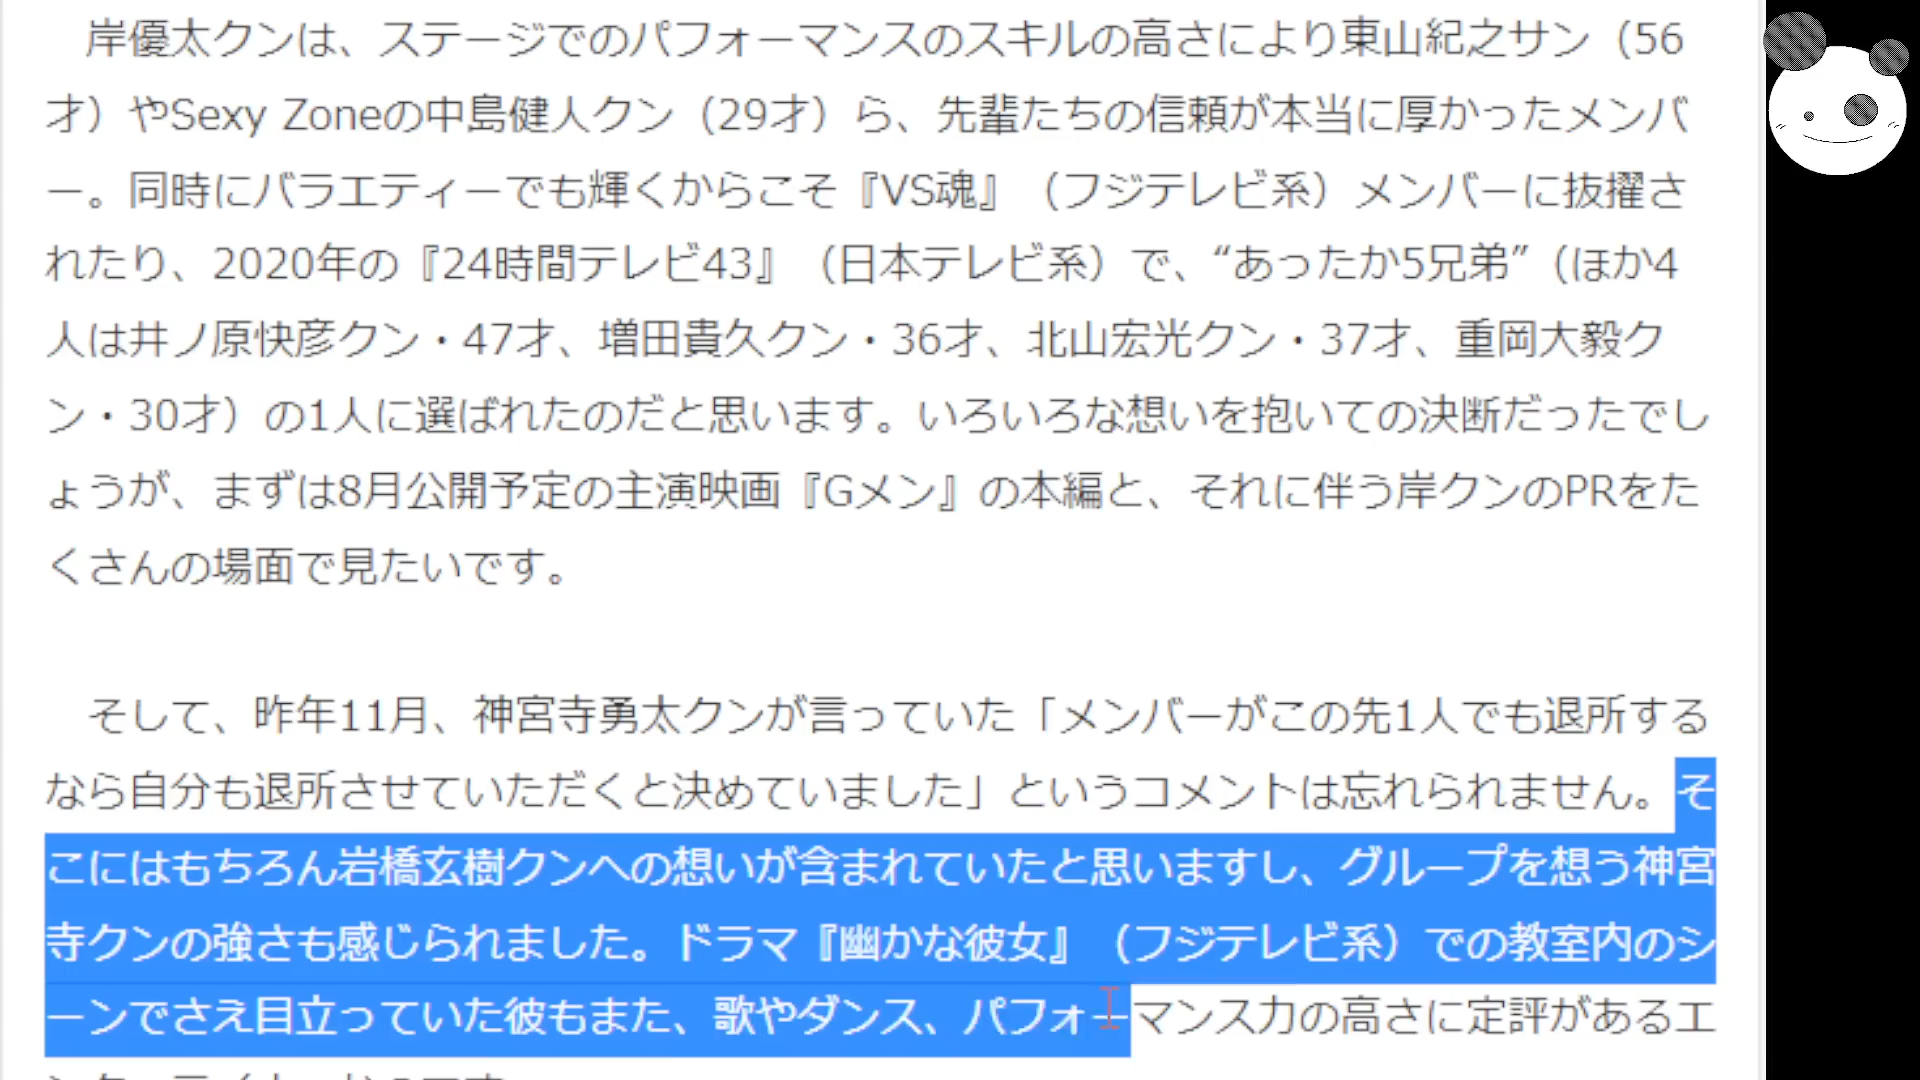 岸優太クンは、ステージでのパフォーマンスのスキルの高さにより東山紀之サン（56
才）やSexy Zoneの中島健人クン（29才）ら、先輩たちの信頼が本当に厚かったメンバ
ー。同時にバラエティーでも輝くからこそ『VS魂』（フジテレビ系）メンバーに抜擢さ
れたり、2020年の『24時間テレビ43』（日本テレビ系）で、“あったか5兄弟”（ほか4
人は井ノ原快彦クン・47才、増田貴久クン・36才、北山宏光クン・37才、重岡大毅ク
ン・30才）の1人に選ばれたのだと思います。いろいろな想いを抱いての決断だったでし
ょうが、まずは8月公開予定の主演映画『Gメン』の本編と、それに伴う岸クンのPRをた
くさんの場面で見たいです。
そして、昨年11月、神宮寺勇太クンが言っていた「メンバーがこの先1人でも退所する
なら自分も退所させていただくと決めていました」というコメントは忘れられません。そ
こにはもちろん岩橋玄樹クンへの想いが含まれていたと思いますし、グループを想う神宮
寺クンの強さも感じられました。ドラマ『幽かな彼女』（フジテレビ系）での教室内のシ
ーンでさえ目立っていた彼もまた、歌やダンス、パフォーマンス力の高さに定評があるエ